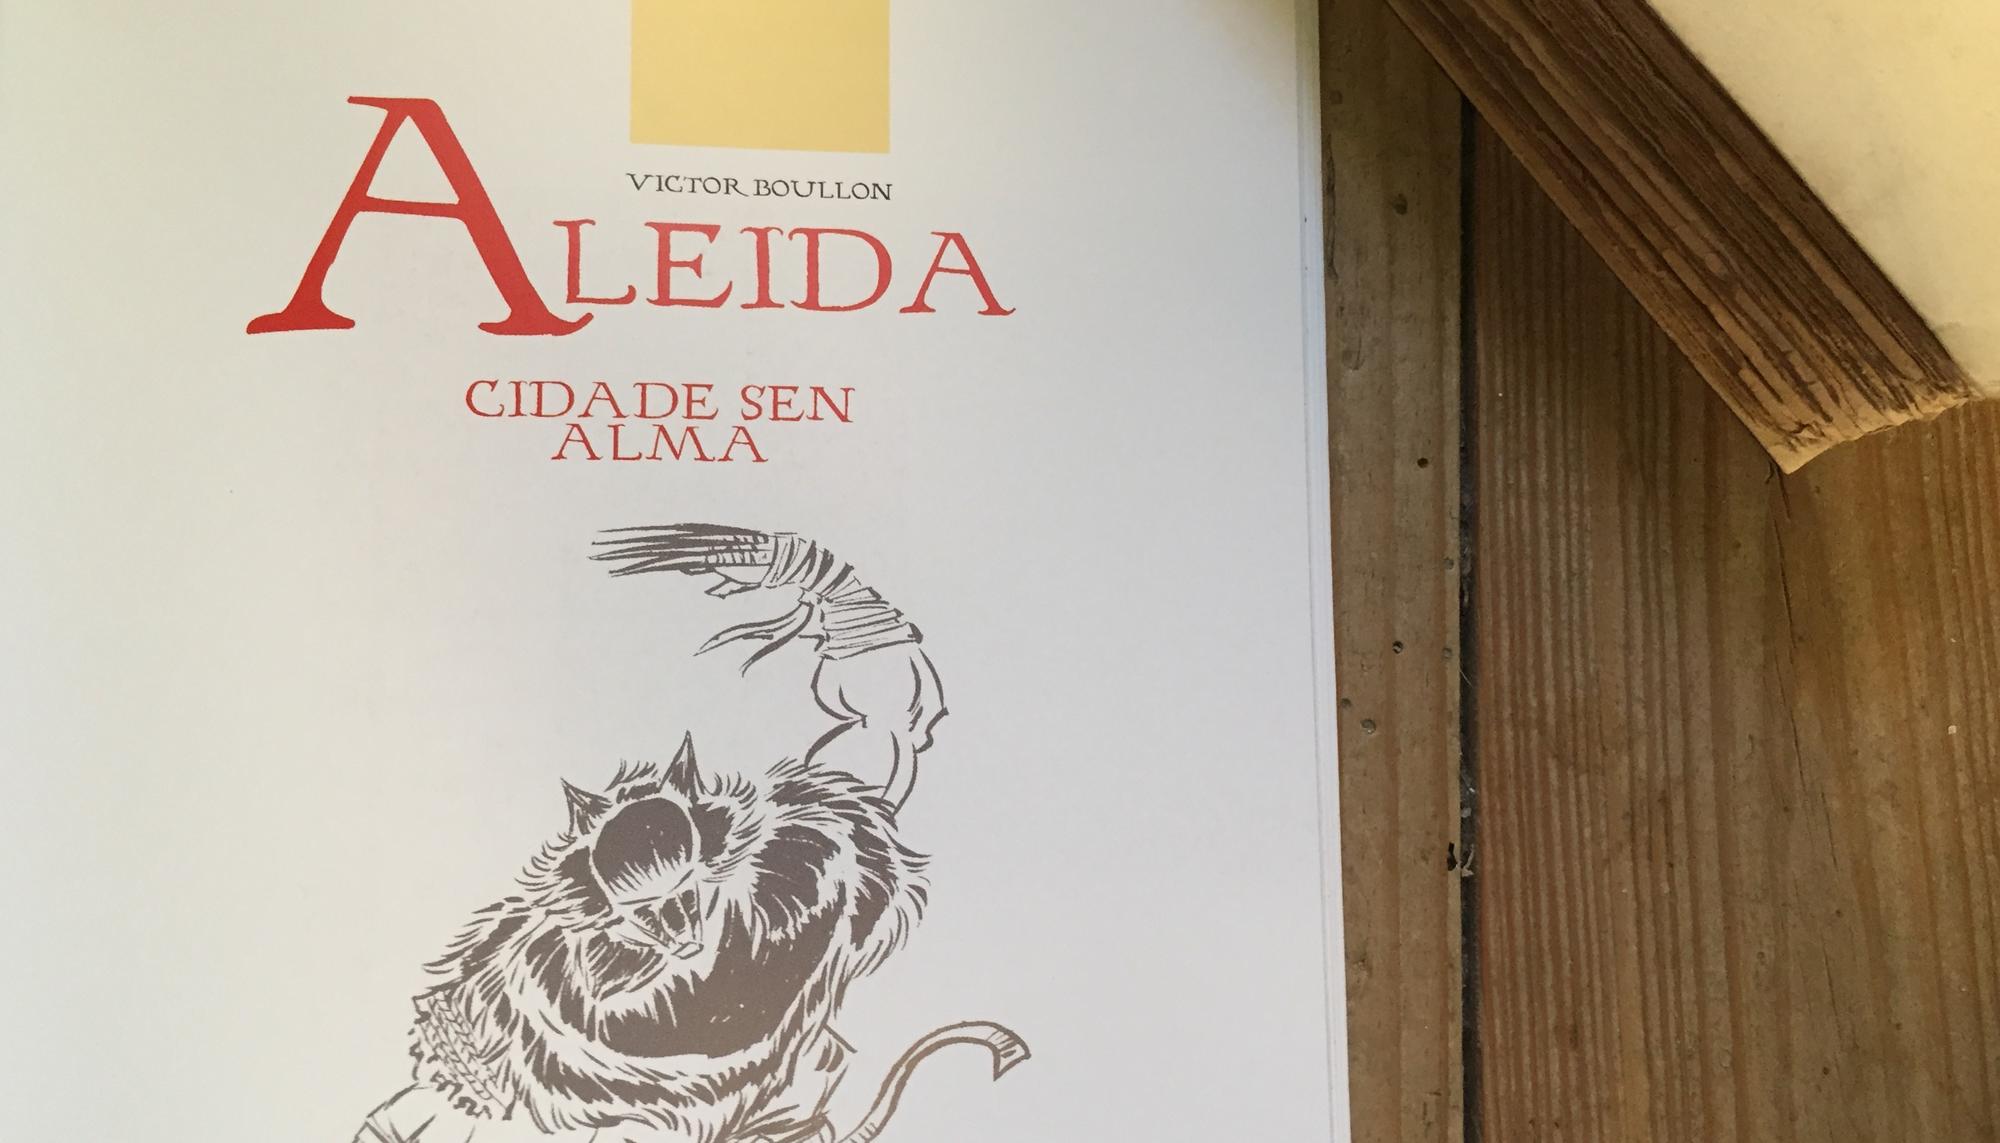 VICTOR BOULLON
ALEIDA
CIDADE SEN
ALMA